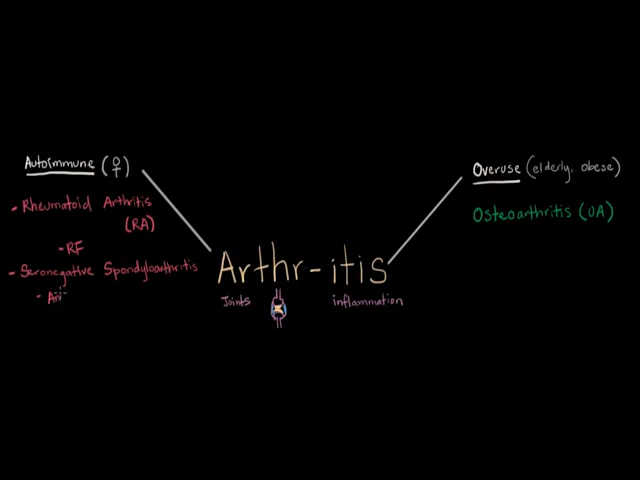 Autoimmune (♀)
- Rheumatoid Arthritis
(RA)
- RF
- Seronegative Spondyloarthritis
Arthr-itis
Joints
inflammation
Overuse (elderly, obese)
Osteoarthritis (OA)